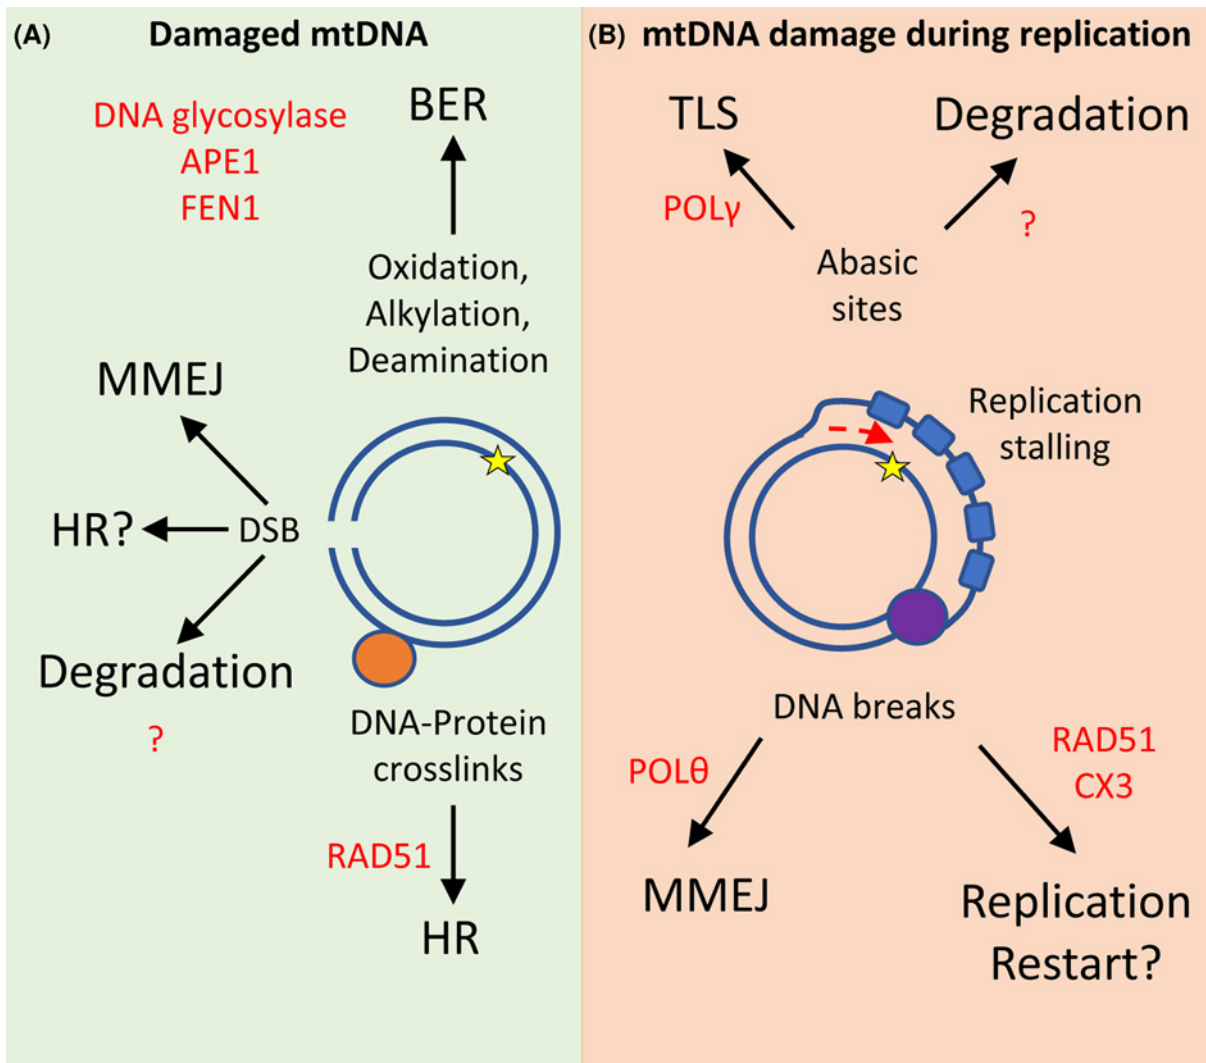 (A) Damaged mtDNA
DNA glycosylase
APE1
FEN1
BER
Oxidation,
Alkylation,
Deamination
MMEJ
HR?
DSB
Degradation
?
DNA-Protein
crosslinks
RAD51
HR
(B) mtDNA damage during replication
TLS
Degradation
POLγ
?
Abasic
sites
Replication
stalling
DNA breaks
POLθ
RAD51
CX3
MMEJ
Replication
Restart?